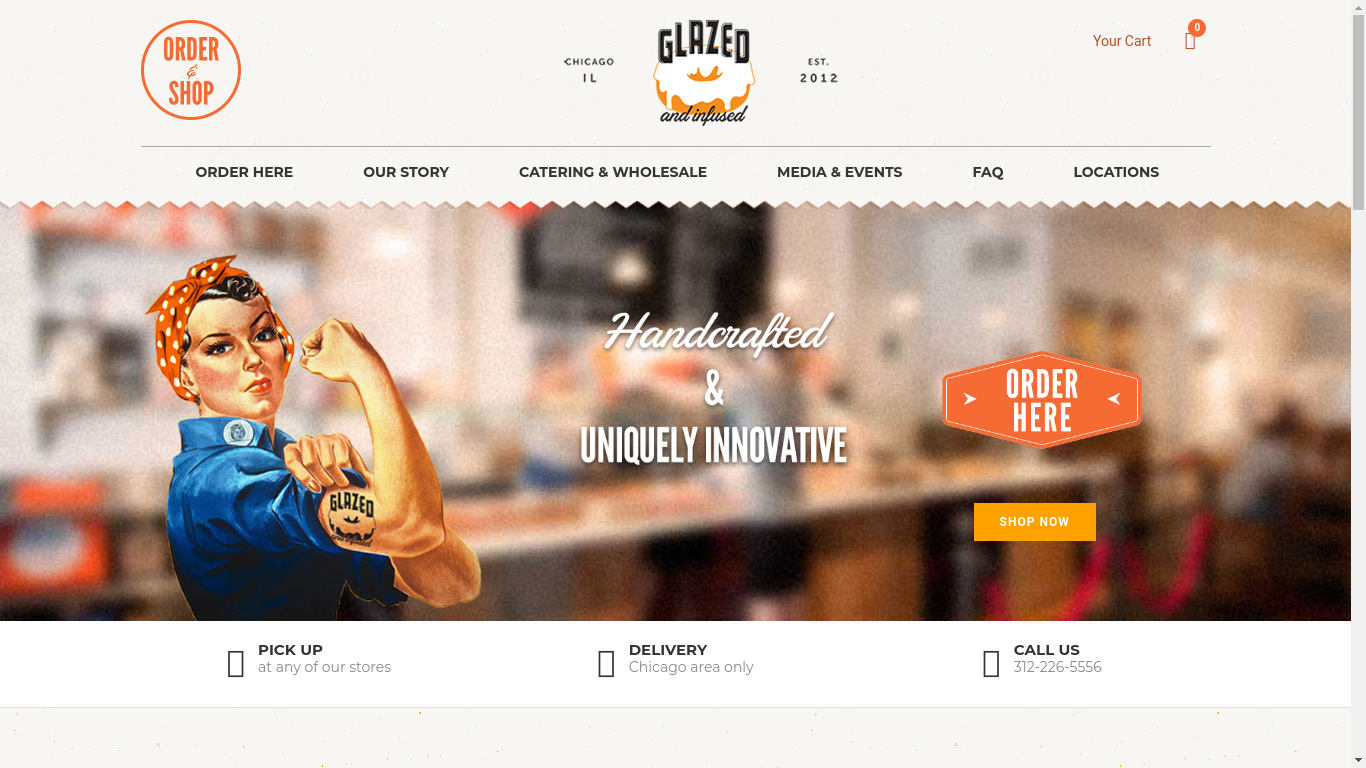 ORDER
&
SHOP
CHICAGO
IL
GLAZED
and infused
EST.
2012
Your Cart
0
ORDER HERE
OUR STORY
CATERING & WHOLESALE
MEDIA & EVENTS
FAQ
LOCATIONS
Handcrafted
&
UNIQUELY INNOVATIVE
ORDER
HERE
GLAZED
and infused
SHOP NOW
PICK UP
at any of our stores
DELIVERY
Chicago area only
CALL US
312-226-5556